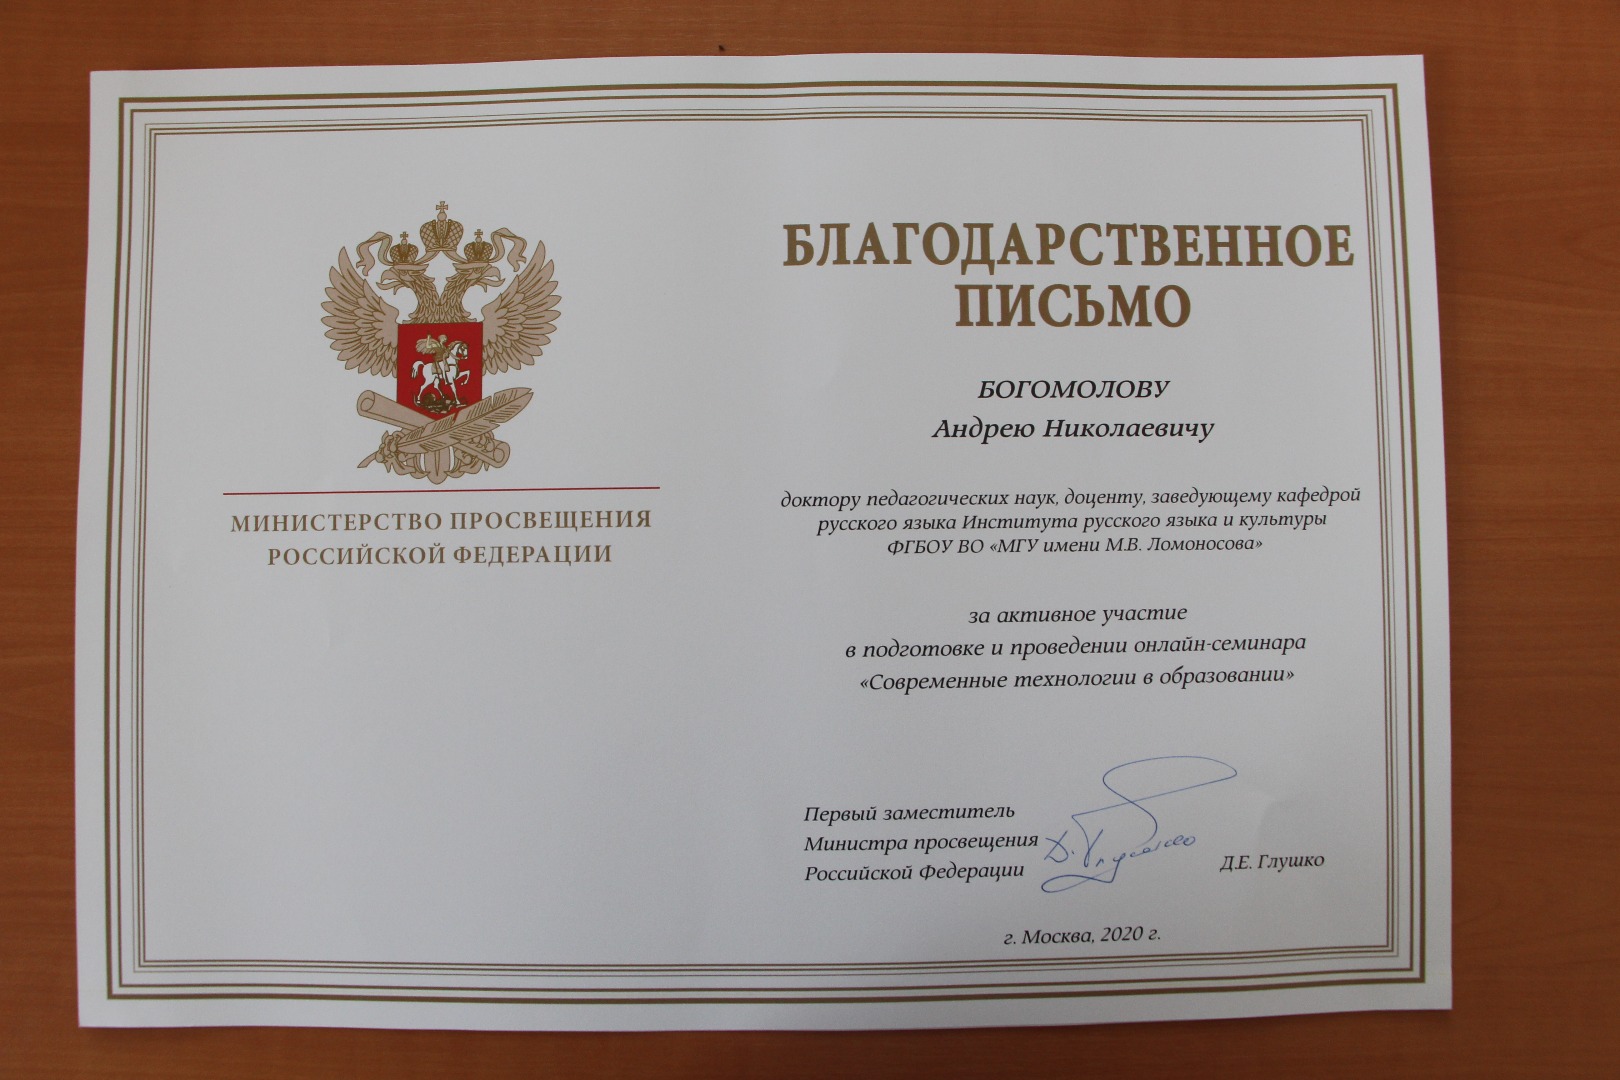 МИНИСТЕРСТВО ПРОСВЕЩЕНИЯ
РОССИЙСКОЙ ФЕДЕРАЦИИ
БЛАГОДАРСТВЕННОЕ
ПИСЬМО
БОГОМОЛОВУ
Андрею Николаевичу
доктору педагогических наук, доценту, заведующему кафедрой
русского языка Института русского языка и культуры
ФГБОУ ВО «МГУ имени М.В. Ломоносова»
за активное участие
в подготовке и проведении онлайн-семинара
«Современные технологии в образовании»
Первый заместитель
Министра просвещения
Российской Федерации
Д. Глушко
Д.Е. Глушко
г. Москва, 2020 г.